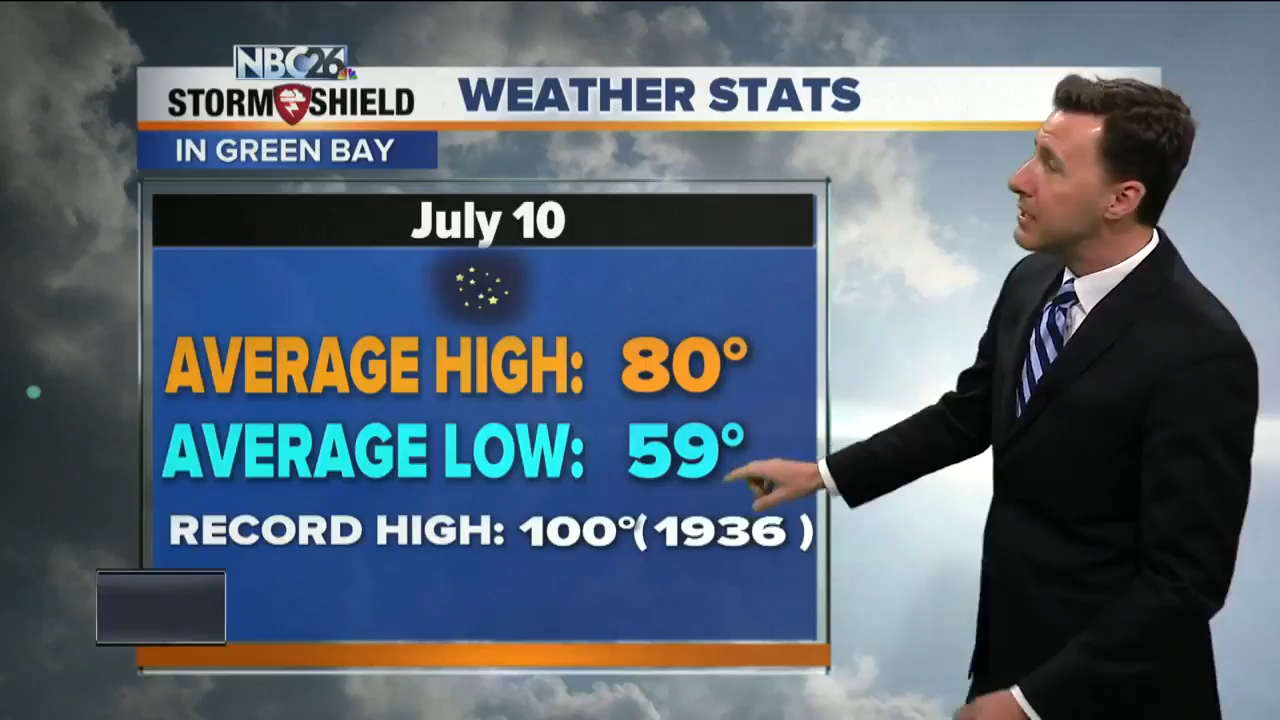 NBC26
STORM SHIELD
WEATHER STATS
IN GREEN BAY
July 10
AVERAGE HIGH: 80°
AVERAGE LOW: 59°
RECORD HIGH: 100°(1936 )